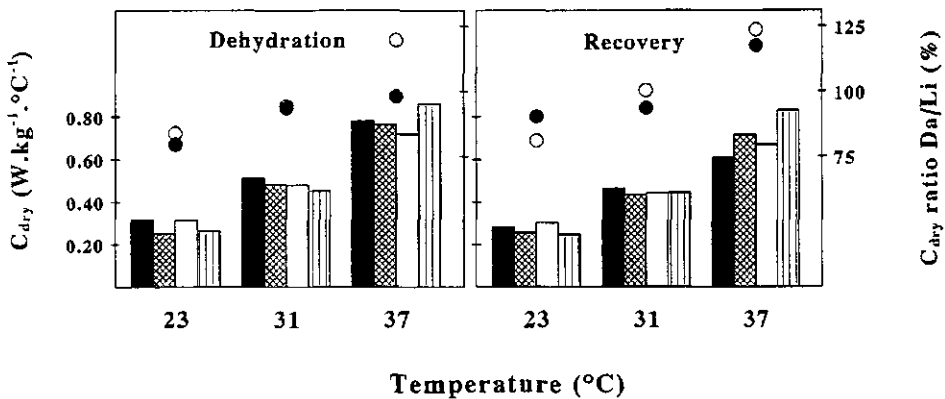 Dehydration
Recovery
C_dry (W.kg⁻¹.°C⁻¹)
0.80
0.60
0.40
0.20
125
100
75
C_dry ratio Da/Li (%)
23 31 37
23 31 37
Temperature (°C)